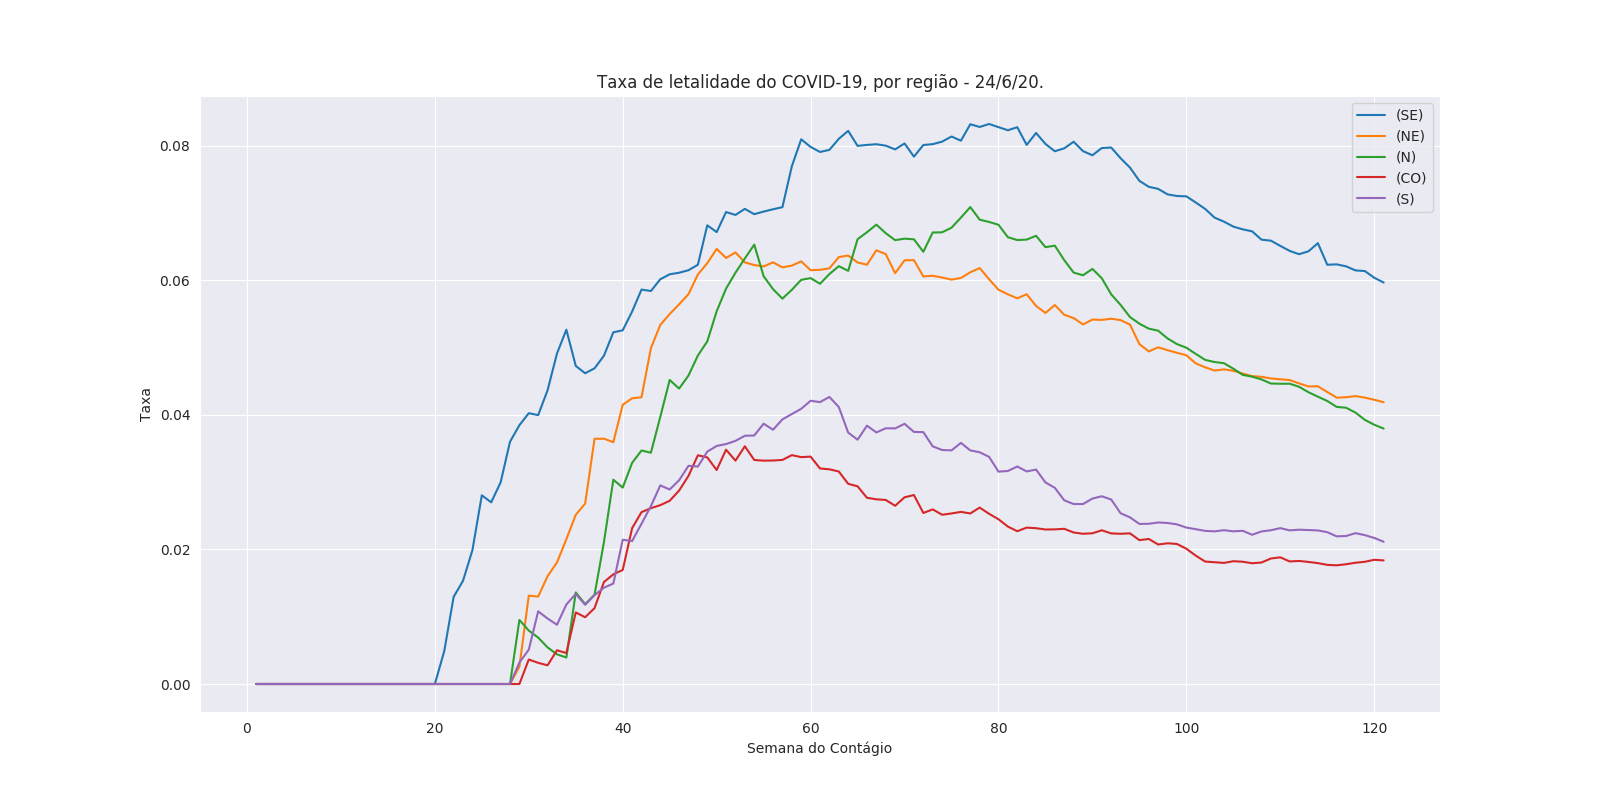 Taxa de letalidade do COVID-19, por região - 24/6/20.
(SE)
(NE)
(N)
(CO)
(S)
0.08
0.06
0.04
0.02
0.00
Taxa
0 20 40 60 80 100 120
Semana do Contágio